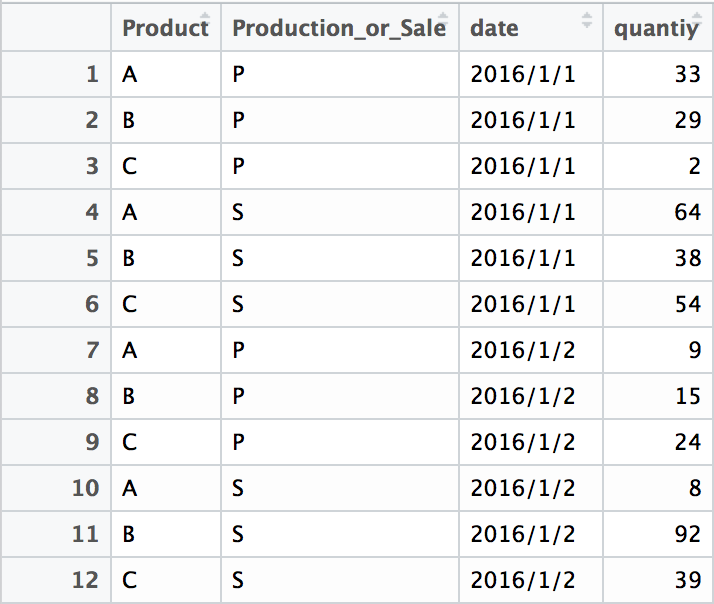 Product Production_or_Sale date quantiy
1 A P 2016/1/1 33
2 B P 2016/1/1 29
3 C P 2016/1/1 2
4 A S 2016/1/1 64
5 B S 2016/1/1 38
6 C S 2016/1/1 54
7 A P 2016/1/2 9
8 B P 2016/1/2 15
9 C P 2016/1/2 24
10 A S 2016/1/2 8
11 B S 2016/1/2 92
12 C S 2016/1/2 39